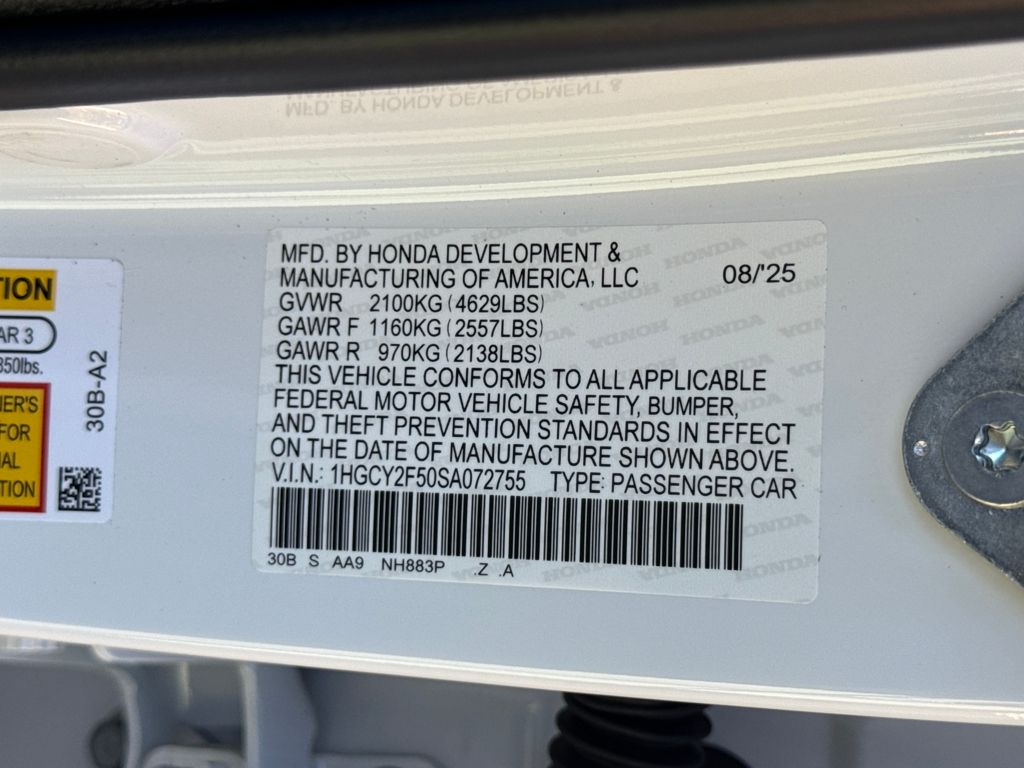 MFD. BY HONDA DEVELOPMENT &
MANUFACTURING OF AMERICA, LLC 08/'25
GVWR 2100KG (4629LBS)
GAWR F 1160KG (2557LBS)
GAWR R 970KG (2138LBS)
THIS VEHICLE CONFORMS TO ALL APPLICABLE
FEDERAL MOTOR VEHICLE SAFETY, BUMPER,
AND THEFT PREVENTION STANDARDS IN EFFECT
ON THE DATE OF MANUFACTURE SHOWN ABOVE.
V.I.N.: 1HGCY2F50SA072755 TYPE: PASSENGER CAR
30B S AA9 NH883P .Z .A
30B-A2